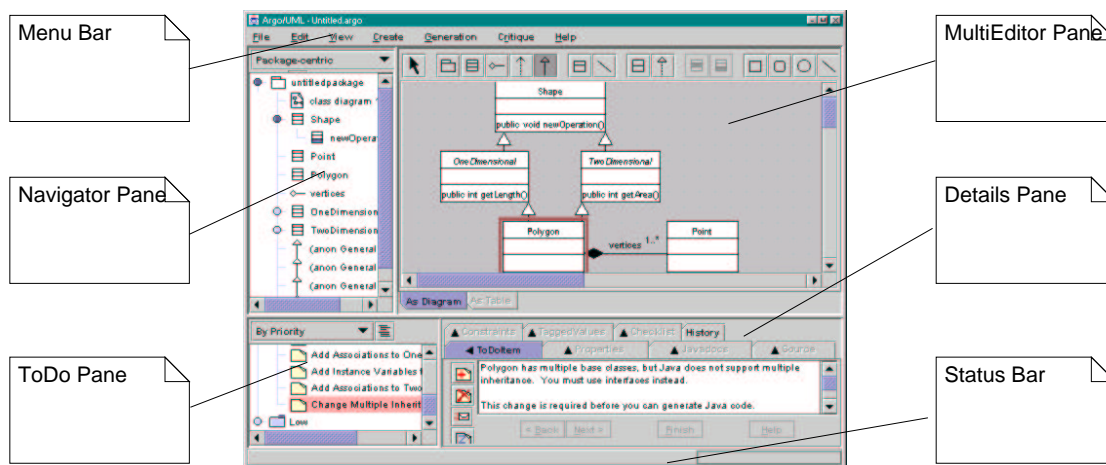 Menu Bar
Navigator Pane
ToDo Pane
Argo/UML - Untitled.argo
File Edit View Create Generation Critique Help
Package-centric
untitledpackage
class diagram
Shape
newOpera
Point
Polygon
vertices
OneDimension
TwoDimension
(anon General
(anon General
(anon General
Shape
public void newOperation()
OneDimensional
public int getLength()
TwoDimensional
public int getArea()
Polygon
vertices 1..*
Point
As Diagram As Table
By Priority
Add Associations to One
Add Instance Variables t
Add Associations to Two
Change Multiple Inherit
Low
Constraints TaggedValues Checklist History
ToDoItem Properties Javadocs Source
Polygon has multiple base classes, but Java does not support multiple
inheritance. You must use interfaces instead.
This change is required before you can generate Java code.
< Back Next > Finish Help
MultiEditor Pane
Details Pane
Status Bar